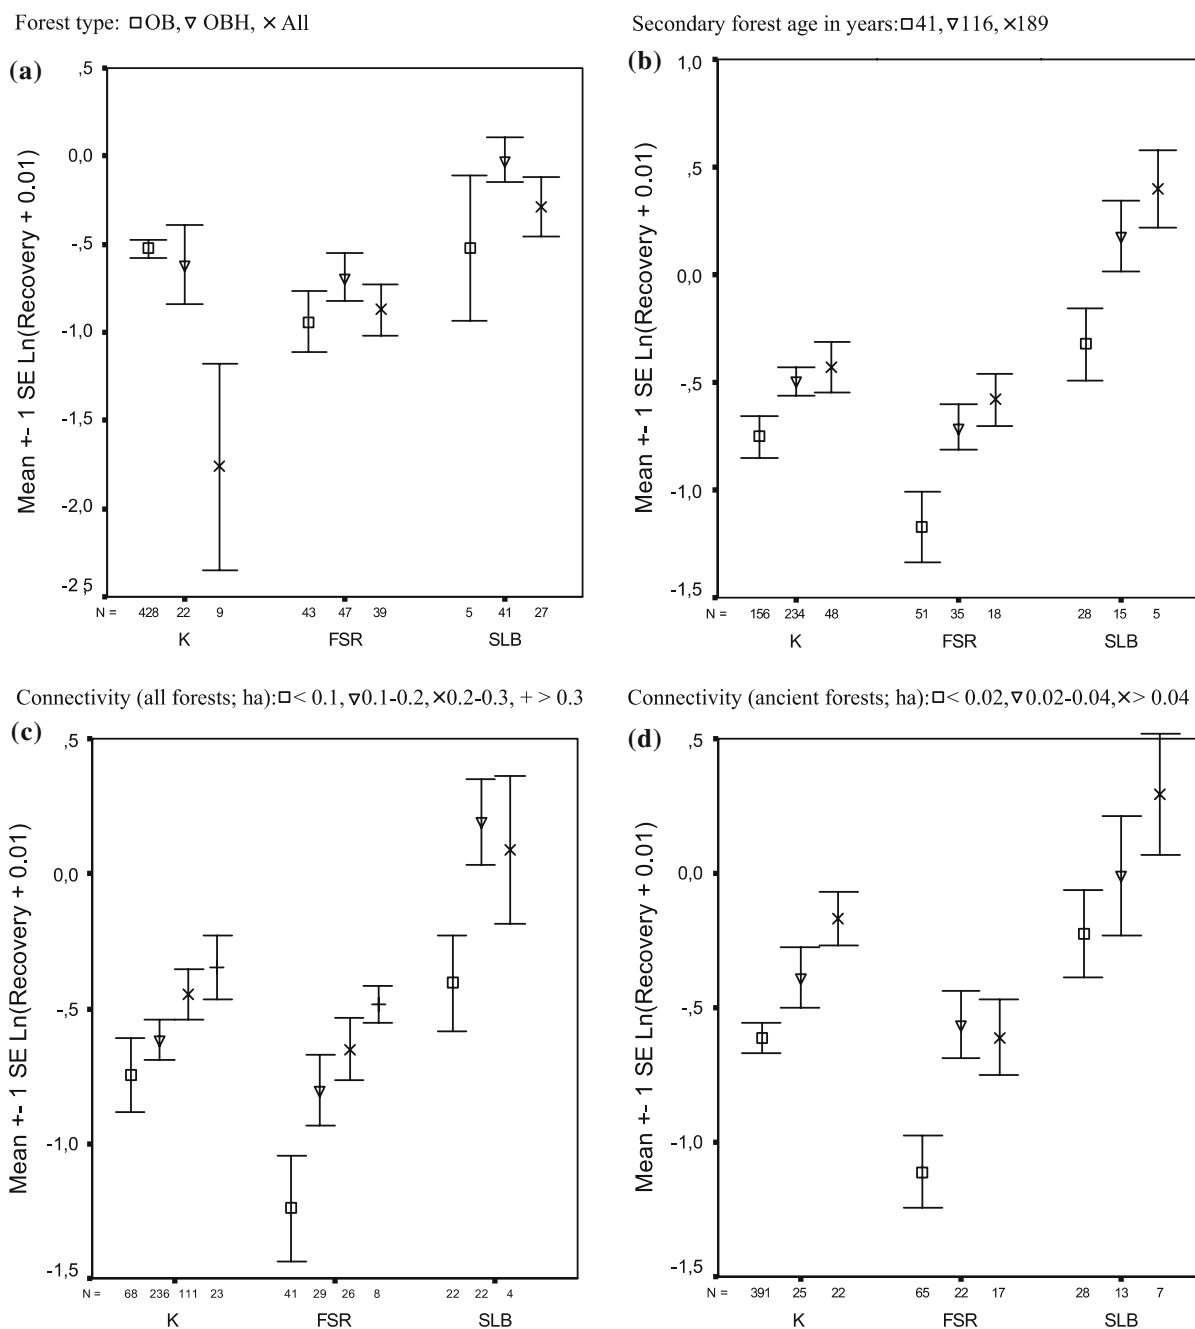 Forest type: □ OB, ▽ OBH, × All
(a)
Mean +- 1 SE Ln(Recovery + 0.01)
,5
0,0
-,5
-1,0
-1,5
-2,0
-2,5
N = 428 22 9 43 47 39 5 41 27
K FSR SLB
Secondary forest age in years: □ 41, ▽ 116, ×189
(b)
Mean +- 1 SE Ln(Recovery + 0.01)
1,0
,5
0,0
-,5
-1,0
-1,5
N = 156 234 48 51 35 18 28 15 5
K FSR SLB
Connectivity (all forests; ha): □ < 0.1, ▽ 0.1-0.2, ×0.2-0.3, + > 0.3
(c)
Mean +- 1 SE Ln(Recovery + 0.01)
,5
0,0
-,5
-1,0
-1,5
N = 68 236 111 23 41 29 26 8 22 22 4
K FSR SLB
Connectivity (ancient forests; ha): □ < 0.02, ▽ 0.02-0.04, ×> 0.04
(d)
Mean +- 1 SE Ln(Recovery + 0.01)
,5
0,0
-,5
-1,0
-1,5
N = 391 25 22 65 22 17 28 13 7
K FSR SLB